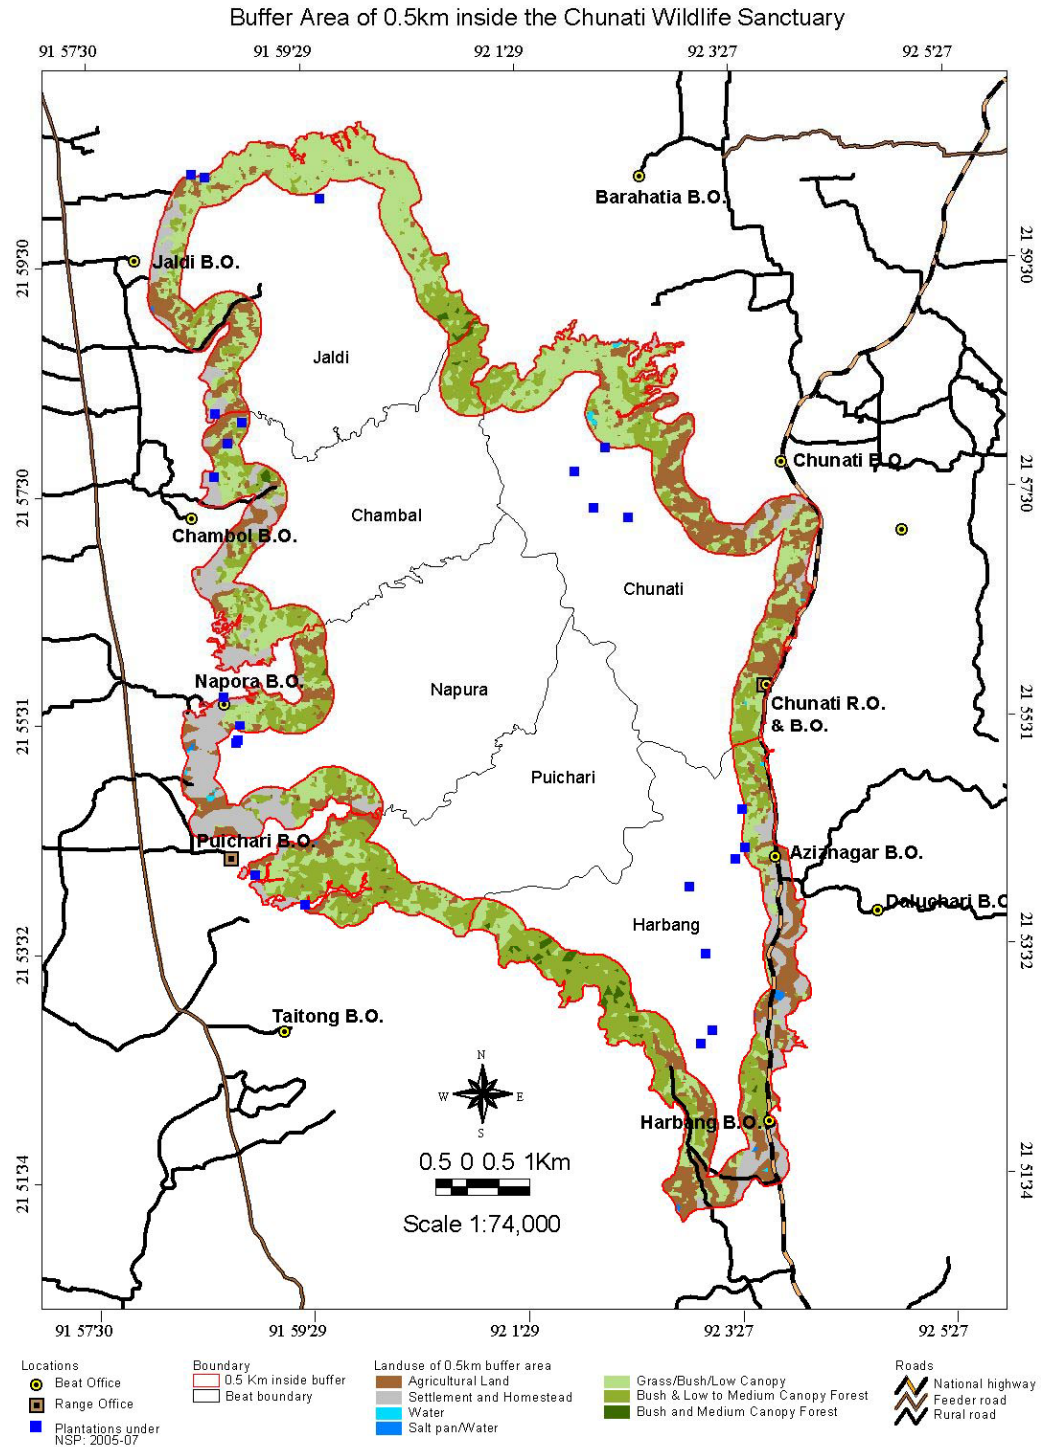 Buffer Area of 0.5km inside the Chunati Wildlife Sanctuary
91 57'30 91 59'29 92 1'29 92 3'27 92 5'27
Barahatia B.O.
21 59'30 21 59'30
Jaldi B.O.
Jaldi
Chunati B.O.
21 57'30 21 57'30
Chambal
Chambol B.O.
Chunati
Napora B.O.
Napura
Chunati R.O.
& B.O.
21 55'31 21 55'31
Puichari
Puichari B.O.
Aziznagar B.O.
Daluchari B.O
Harbang
21 53'32 21 53'32
Taitong B.O.
N
W E
S
Harbang B.O.
0.5 0 0.5 1Km
21 51'34 21 51'34
Scale 1:74,000
91 57'30 91 59'29 92 1'29 92 3'27 92 5'27
Locations
Beat Office
Range Office
Plantations under
NSP: 2005-07
Boundary
0.5 Km inside buffer
Beat boundary
Landuse of 0.5km buffer area
Agricultural Land
Settlement and Homestead
Water
Salt pan/Water
Grass/Bush/Low Canopy
Bush & Low to Medium Canopy Forest
Bush and Medium Canopy Forest
Roads
National highway
Feeder road
Rural road